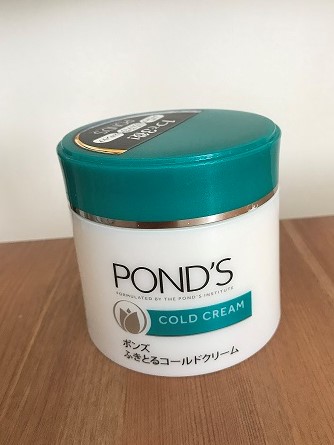 POND'S
FORMULATED BY THE POND'S INSTITUTE
COLD CREAM
ポンズ
ふきとるコールドクリーム